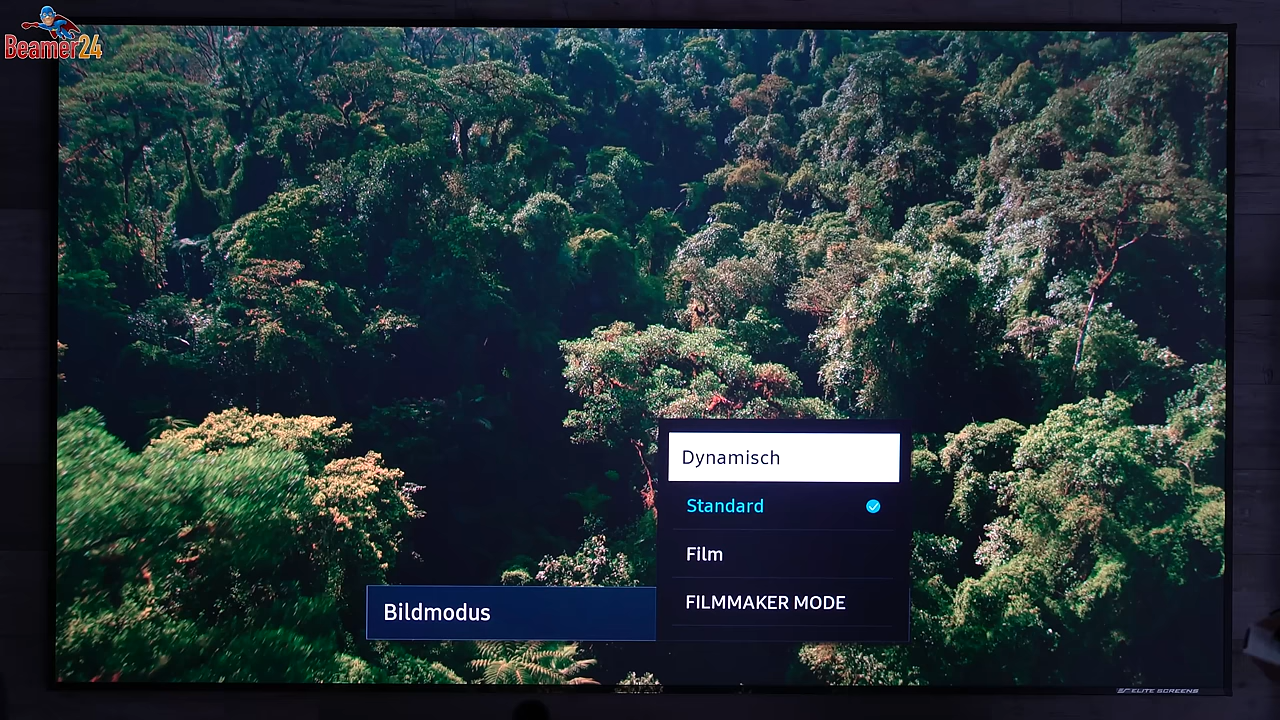 Beamer24
Dynamisch
Standard
Film
FILMMAKER MODE
Bildmodus
ELITE SCREENS